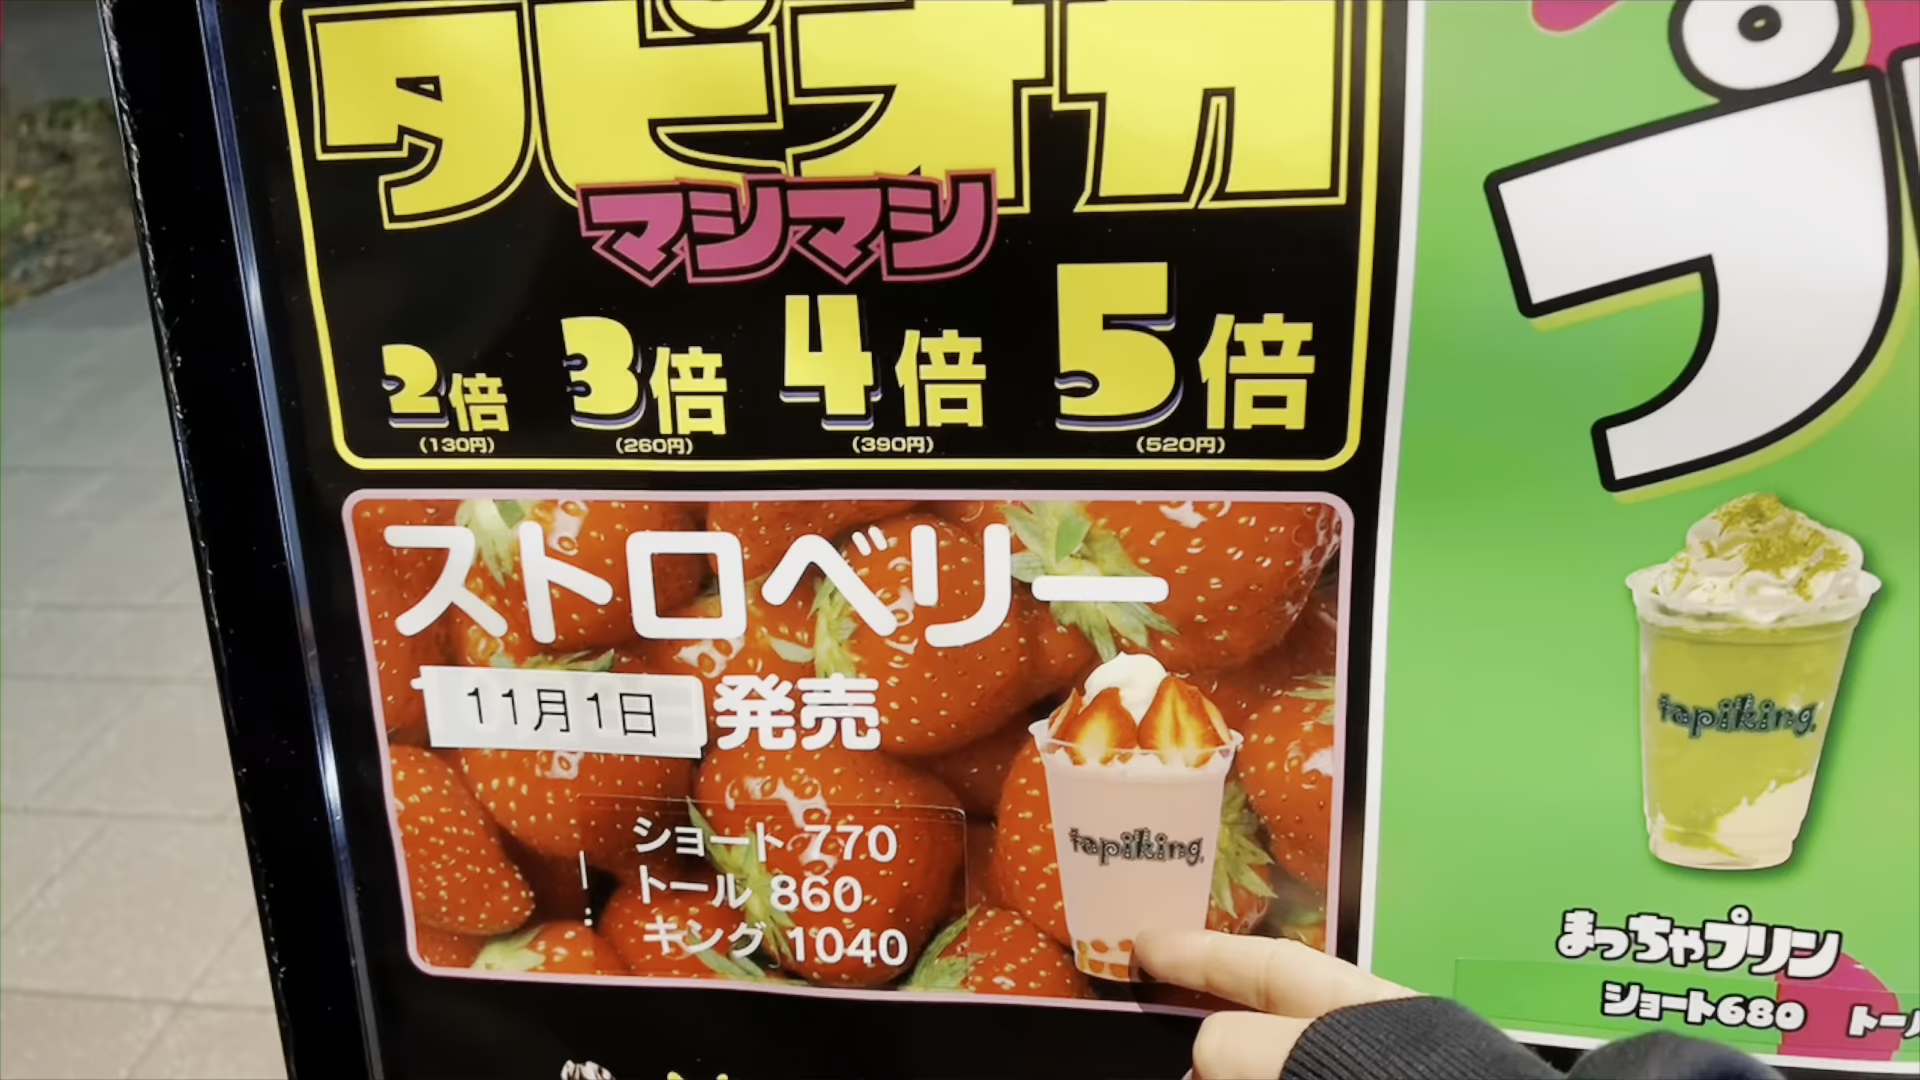 タピオカ
マシマシ
2倍 3倍 4倍 5倍
(130円) (260円) (390円) (520円)
ストロベリー
11月1日 発売
ショート 770
トール 860
キング 1040
tapiking
プ
tapiking
まっちゃプリン
ショート680 トー